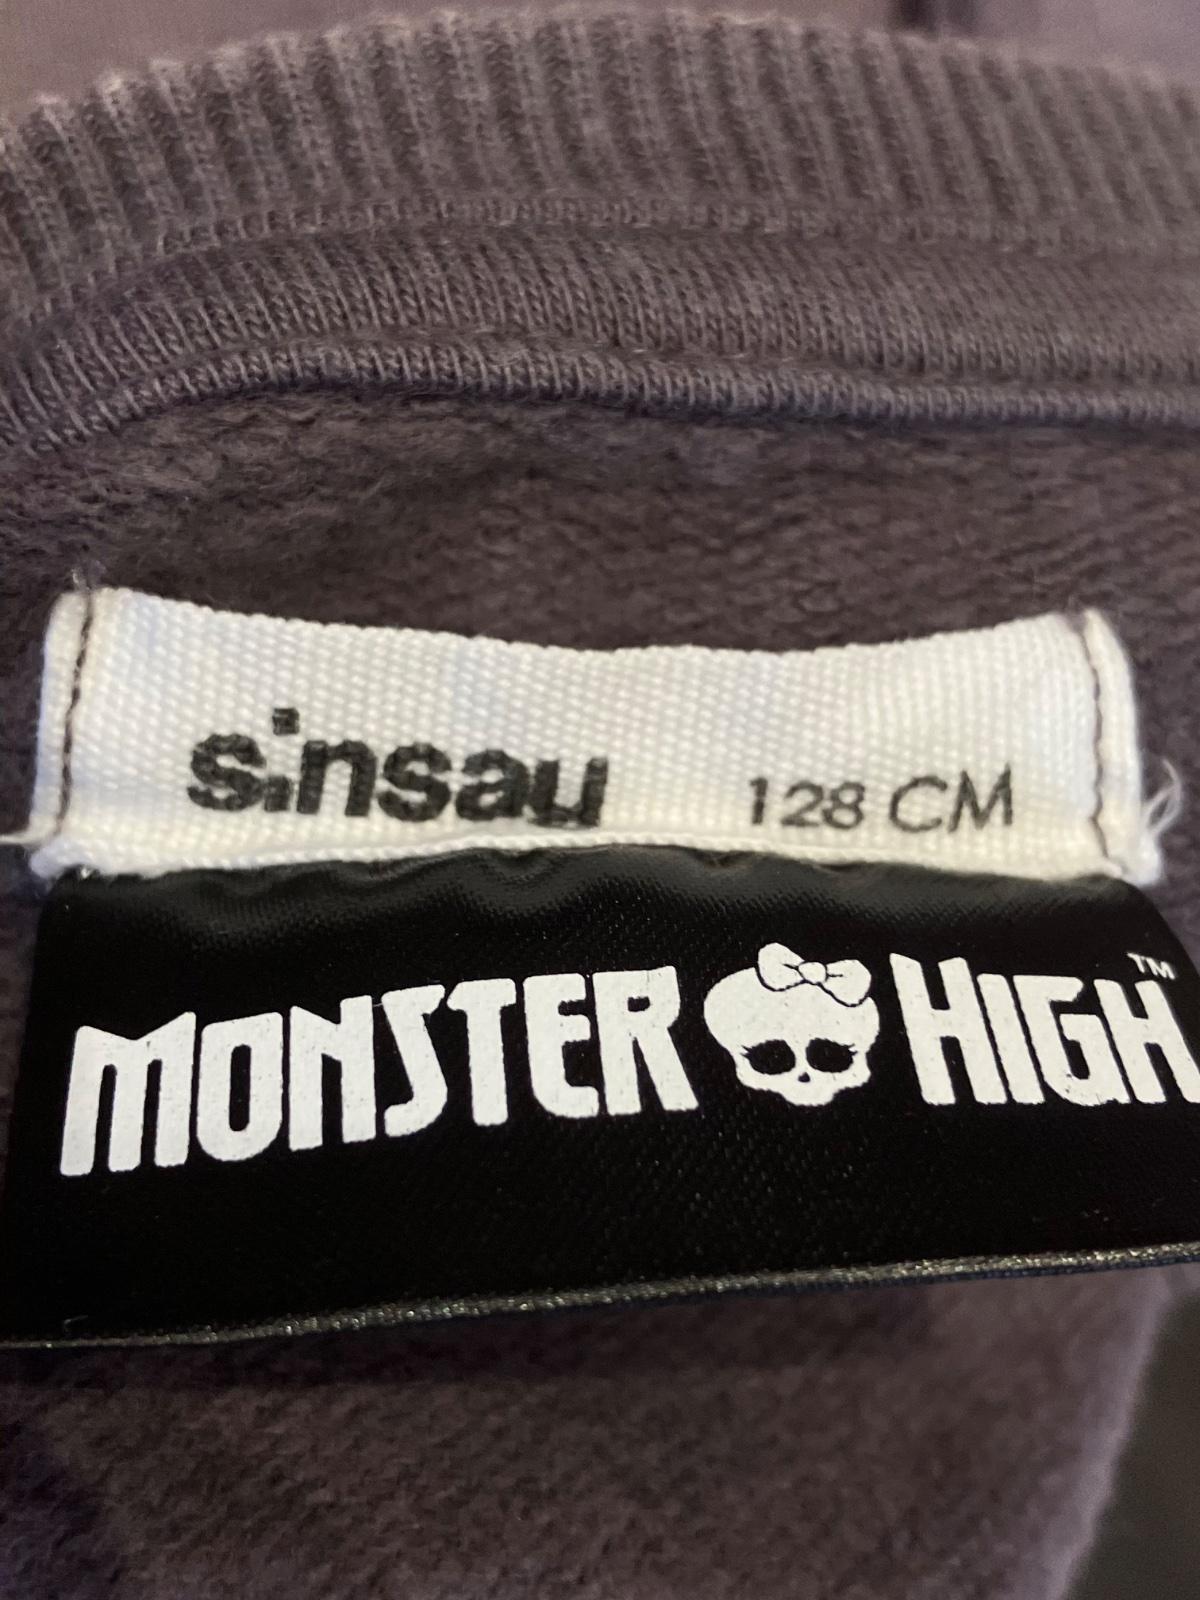 sinsay 128 CM
MONSTER HIGH™